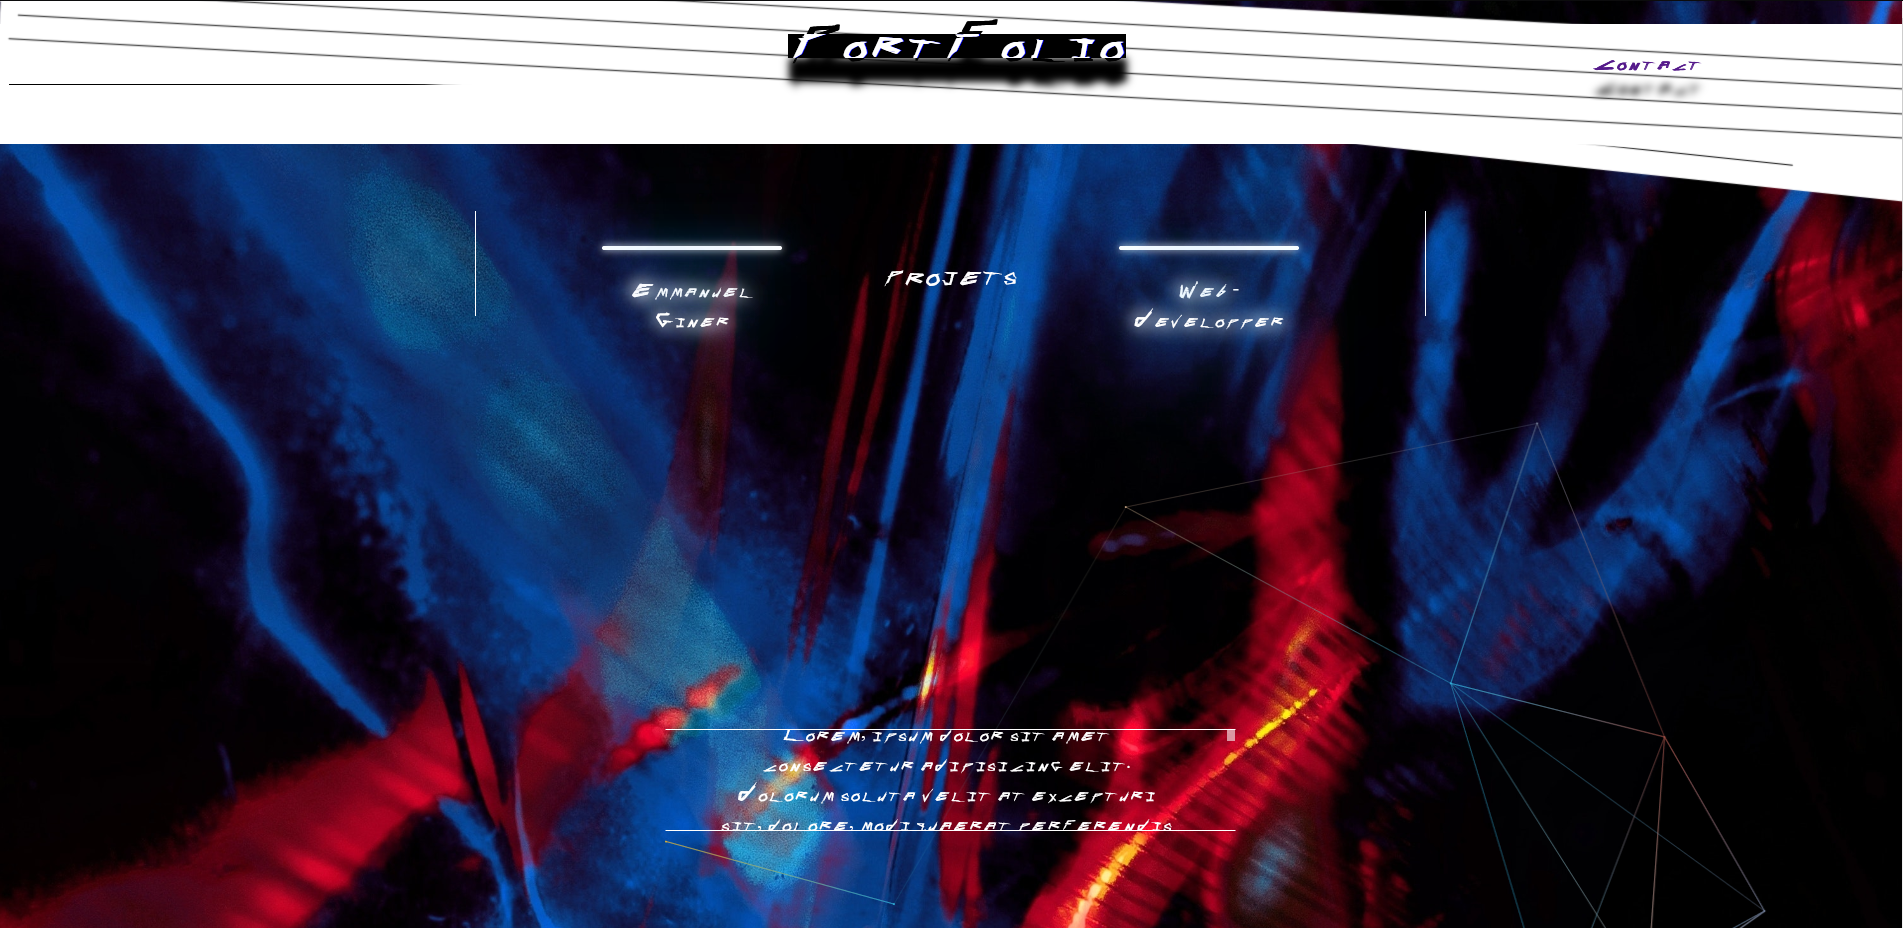 PortFolio
Contact
Emmanuel
Giner
PROJETS
Web-
developper
Lorem, ipsum dolor sit amet
consectetur adipisicing elit.
Dolorum soluta velit at excepturi
sit, dolore, modi quaerat perferendis